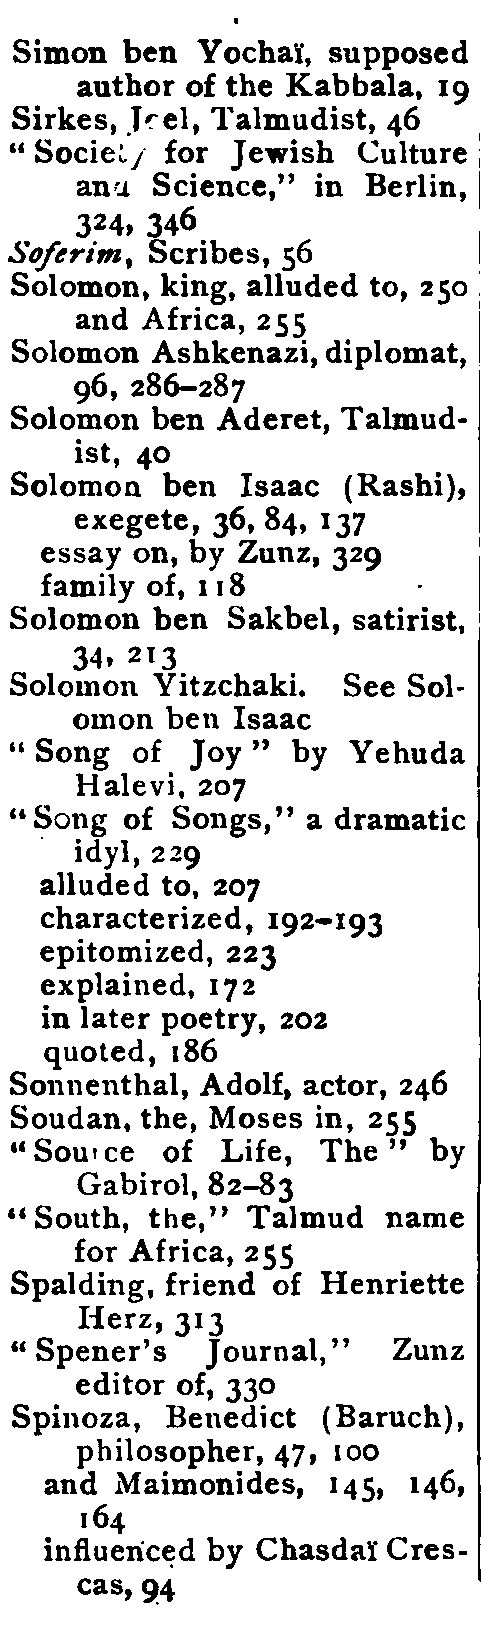 Simon ben Yochaï, supposed
author of the Kabbala, 19
Sirkes, Joel, Talmudist, 46
“Society for Jewish Culture
and Science,” in Berlin,
324, 346
Soferim, Scribes, 56
Solomon, king, alluded to, 250
and Africa, 255
Solomon Ashkenazi, diplomat,
96, 286–287
Solomon ben Aderet, Talmud-
ist, 40
Solomon ben Isaac (Rashi),
exegete, 36, 84, 137
essay on, by Zunz, 329
family of, 118
Solomon ben Sakbel, satirist,
34, 213
Solomon Yitzchaki. See Sol-
omon ben Isaac
“Song of Joy” by Yehuda
Halevi, 207
“Song of Songs,” a dramatic
idyl, 229
alluded to, 207
characterized, 192–193
epitomized, 223
explained, 172
in later poetry, 202
quoted, 186
Sonnenthal, Adolf, actor, 246
Soudan, the, Moses in, 255
“Source of Life, The” by
Gabirol, 82–83
“South, the,” Talmud name
for Africa, 255
Spalding, friend of Henriette
Herz, 313
“Spener’s Journal,” Zunz
editor of, 330
Spinoza, Benedict (Baruch),
philosopher, 47, 100
and Maimonides, 145, 146,
164
influenced by Chasdaï Cres-
cas, 94